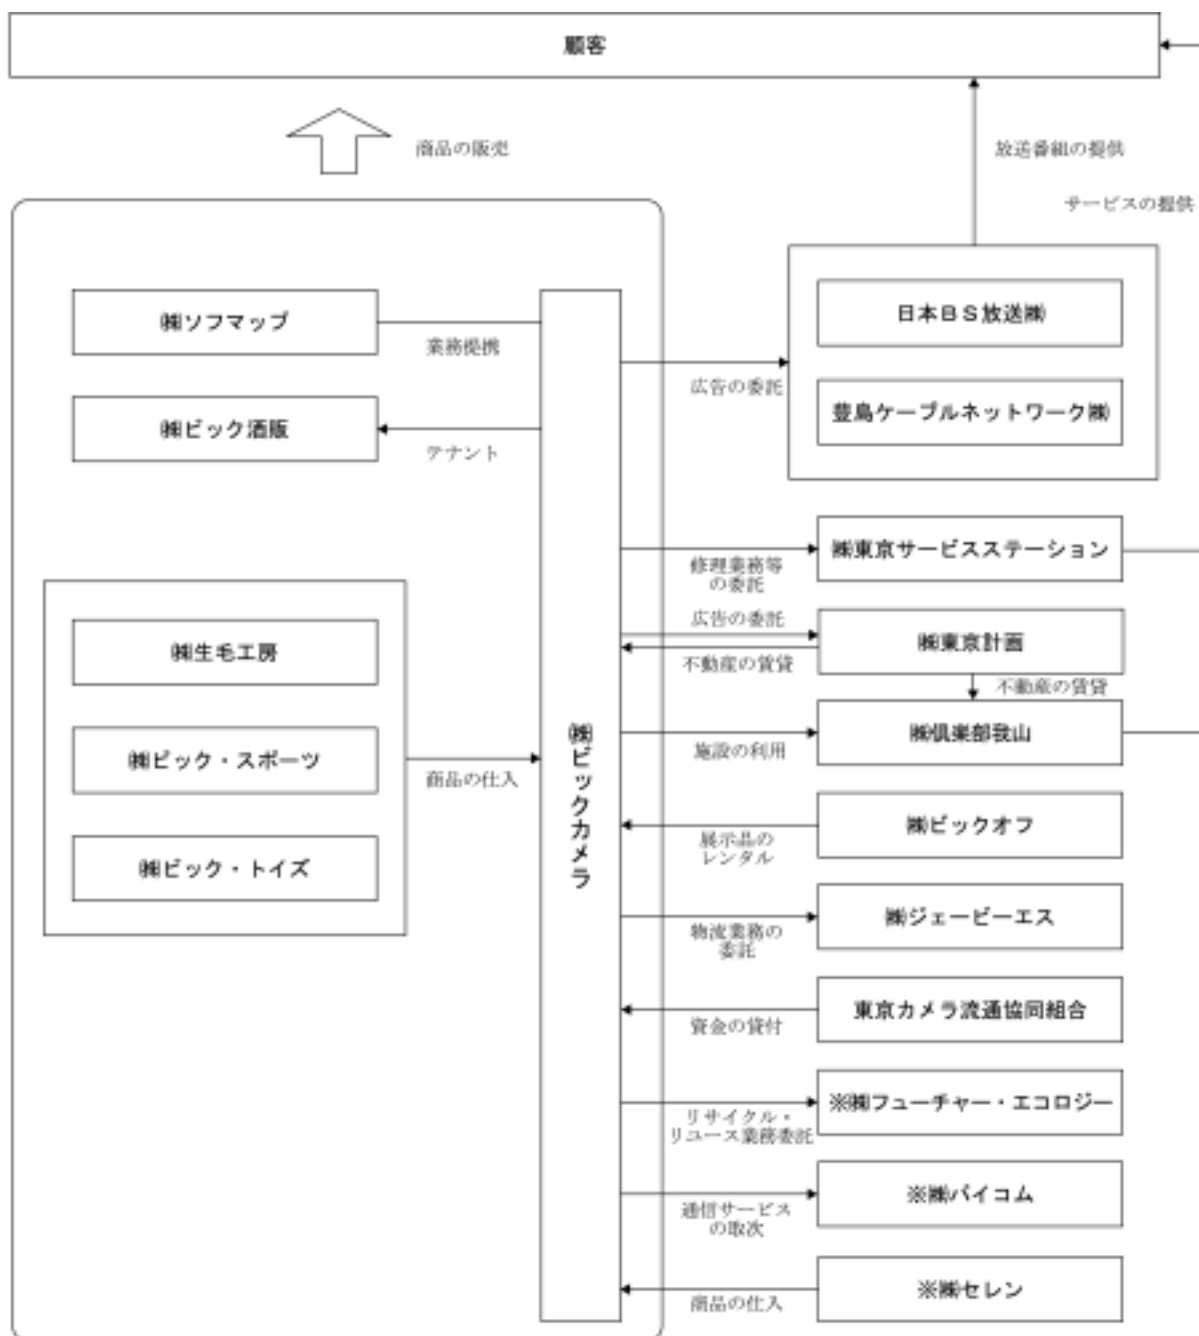 顧客
商品の販売
放送番組の提供
サービスの提供
㈱ソフマップ
業務提携
㈱ビック酒販
テナント
㈱生毛工房
㈱ビック・スポーツ
㈱ビック・トイズ
商品の仕入
㈱ビックカメラ
日本BS放送㈱
豊島ケーブルネットワーク㈱
広告の委託
㈱東京サービスステーション
修理業務等
の委託
広告の委託
㈱東京計画
不動産の賃貸
不動産の賃貸
㈱倶楽部我山
施設の利用
㈱ビックオフ
展示品の
レンタル
㈱ジェービーエス
物流業務の
委託
東京カメラ流通協同組合
資金の貸付
※㈱フューチャー・エコロジー
リサイクル・
リユース業務委託
※㈱バイコム
通信サービス
の取次
※㈱セレン
商品の仕入